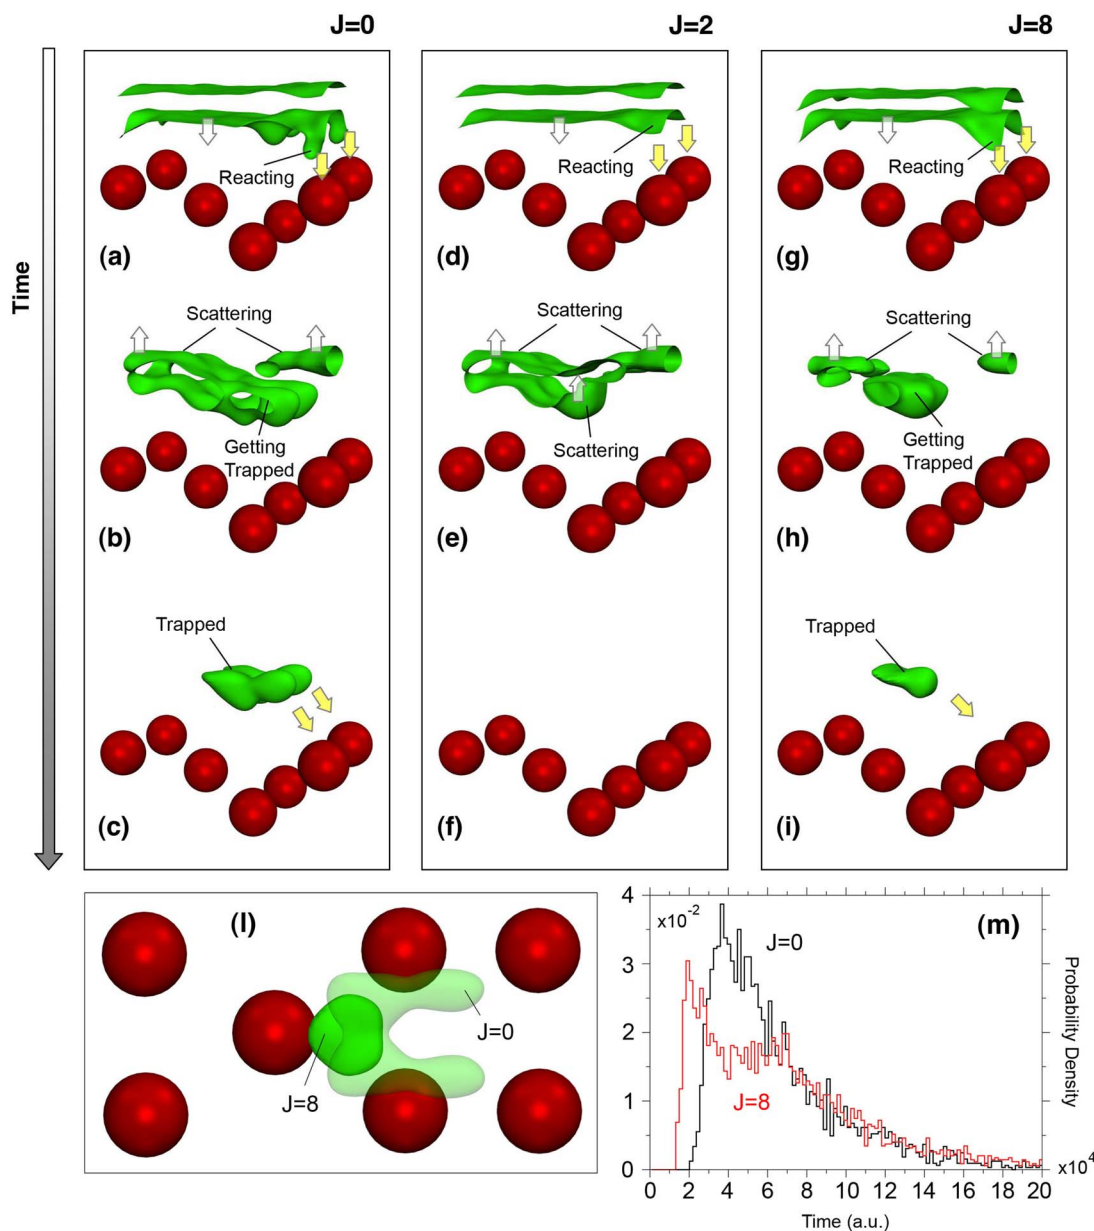 J=0
J=2
J=8
Time
Reacting
(a)
Reacting
(d)
Reacting
(g)
Scattering
Getting
Trapped
(b)
Scattering
Scattering
(e)
Scattering
Getting
Trapped
(h)
Trapped
(c)
(f)
Trapped
(i)
(l)
J=0
J=8
4
3
2
1
0
x10⁻²
(m)
J=0
J=8
Probability Density
0 2 4 6 8 10 12 14 16 18 20
x10⁴
Time (a.u.)